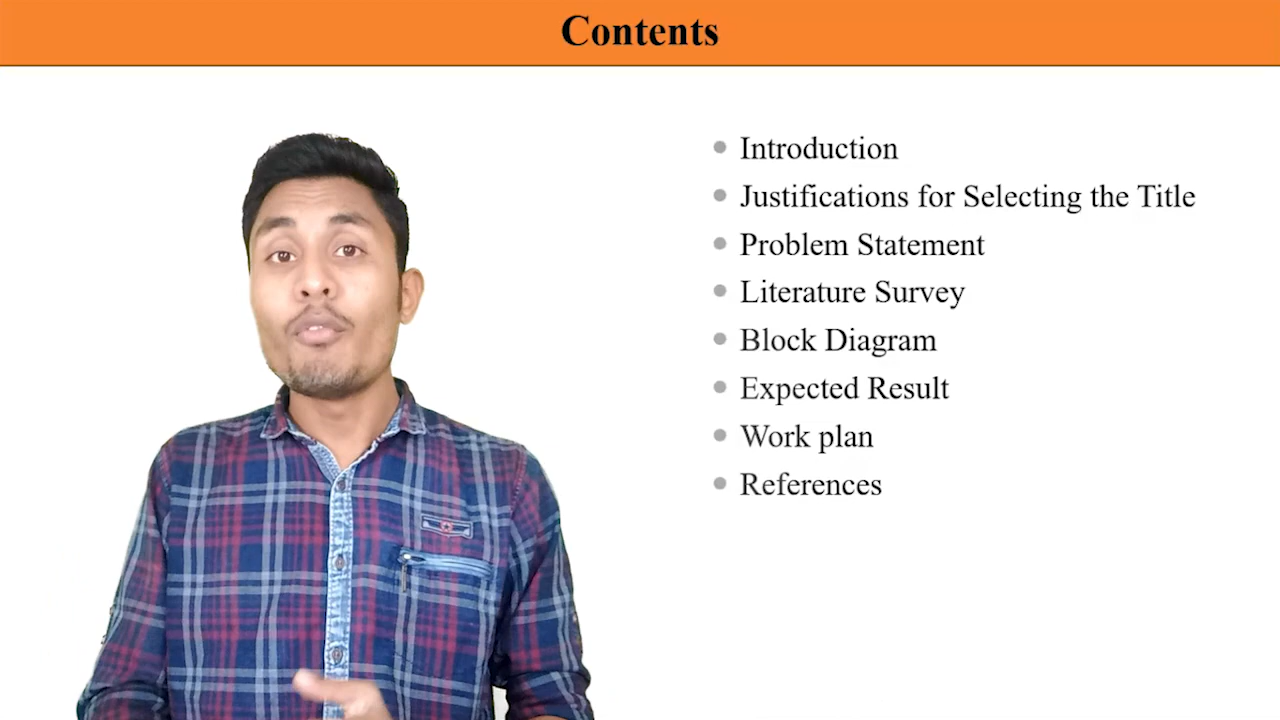 Contents
Introduction
Justifications for Selecting the Title
Problem Statement
Literature Survey
Block Diagram
Expected Result
Work plan
References